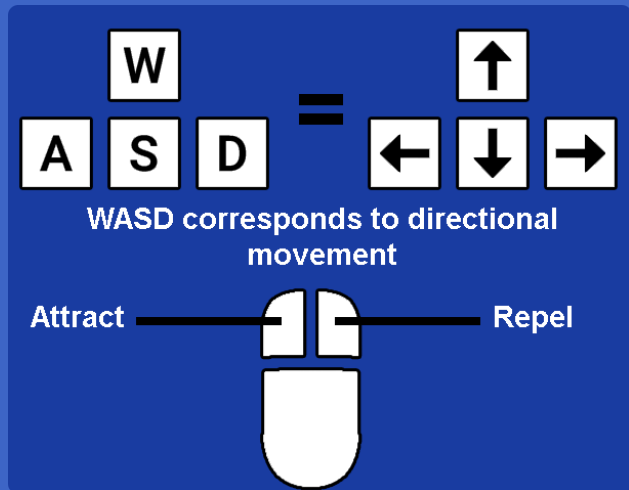 W
A S D = ↑ ← ↓ →
WASD corresponds to directional
movement
Attract
Repel